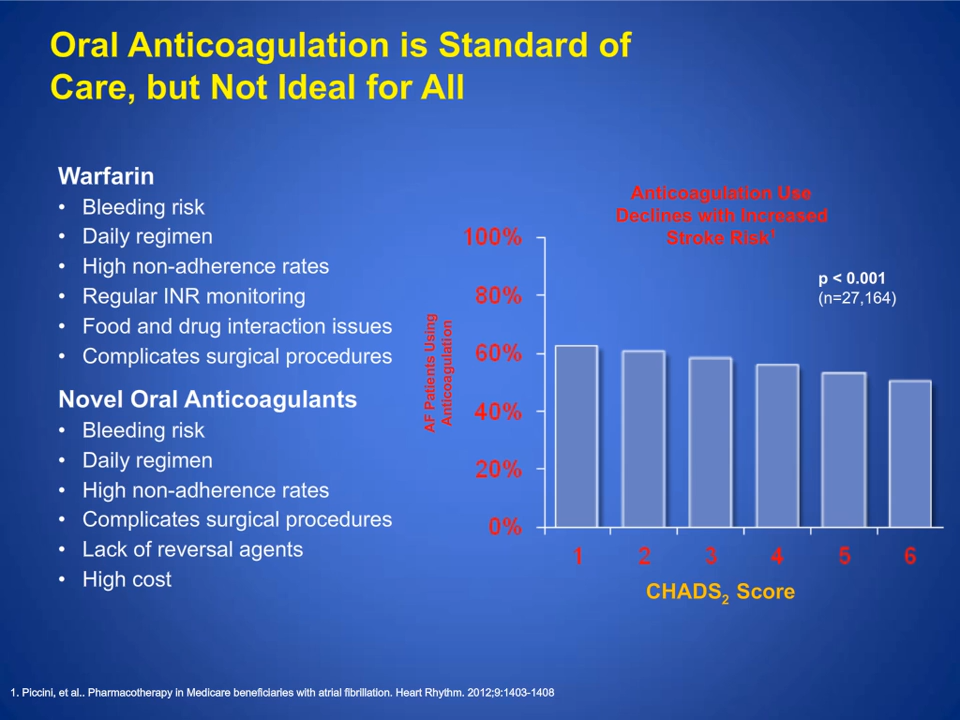 Oral Anticoagulation is Standard of
Care, but Not Ideal for All
Warfarin
• Bleeding risk
• Daily regimen
• High non-adherence rates
• Regular INR monitoring
• Food and drug interaction issues
• Complicates surgical procedures
Novel Oral Anticoagulants
• Bleeding risk
• Daily regimen
• High non-adherence rates
• Complicates surgical procedures
• Lack of reversal agents
• High cost
Anticoagulation Use
Declines with Increased
Stroke Risk¹
p < 0.001
(n=27,164)
AF Patients Using
Anticoagulation
100%
80%
60%
40%
20%
0%
1 2 3 4 5 6
CHADS₂ Score
1. Piccini, et al.. Pharmacotherapy in Medicare beneficiaries with atrial fibrillation. Heart Rhythm. 2012;9:1403-1408